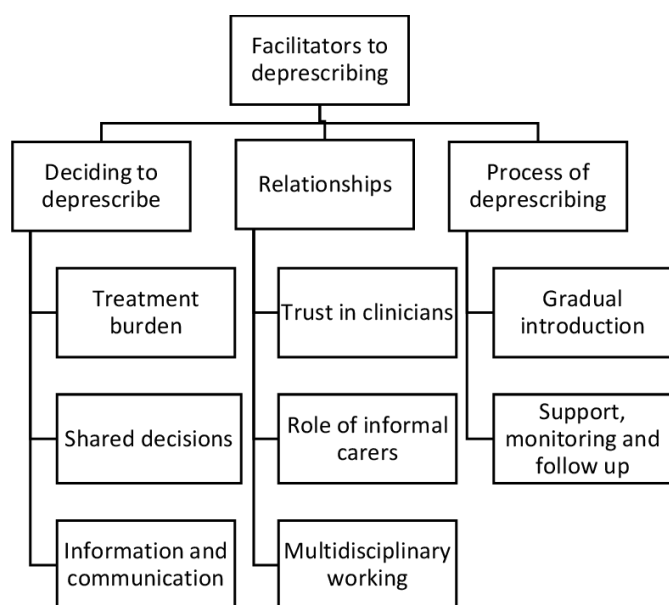 Facilitators to
deprescribing
Deciding to
deprescribe
Relationships
Process of
deprescribing
Treatment
burden
Trust in clinicians
Gradual
introduction
Shared decisions
Role of informal
carers
Support,
monitoring and
follow up
Information and
communication
Multidisciplinary
working